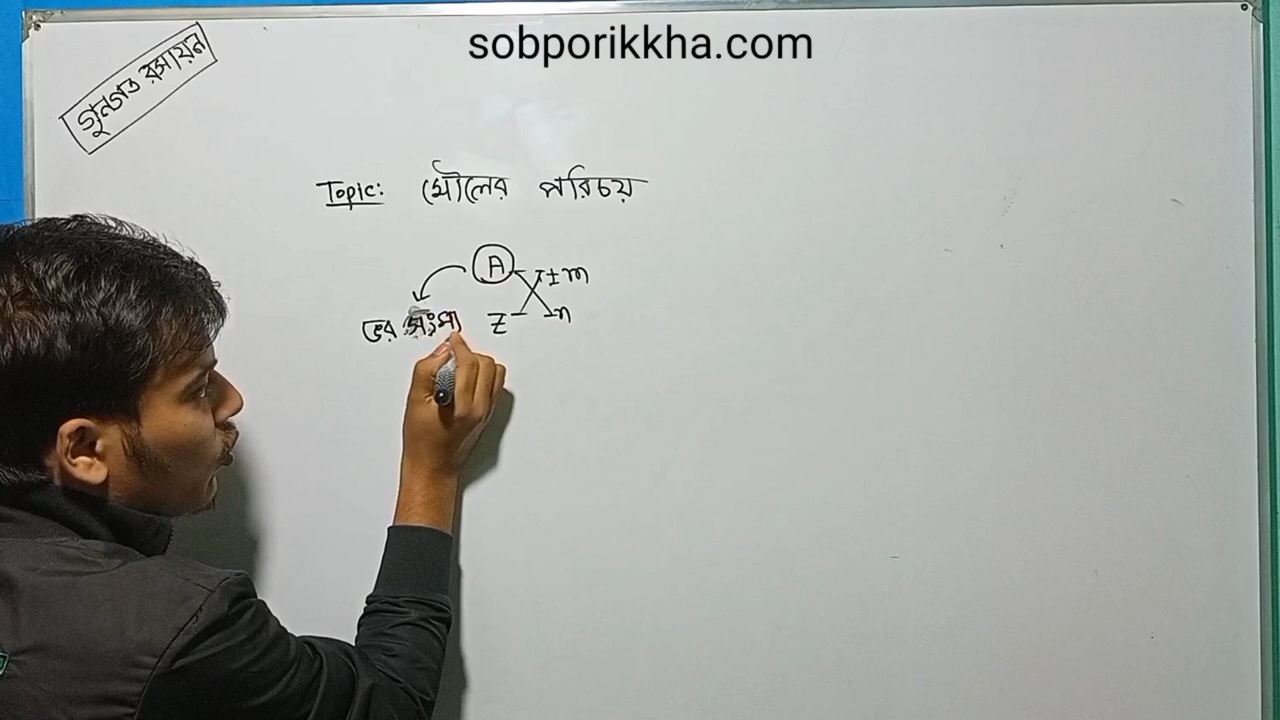 sobporikkha.com
গুনগত রসায়ন
Topic: মৌলের পরিচয়
A ±m
ভর সংখ্যা Z n